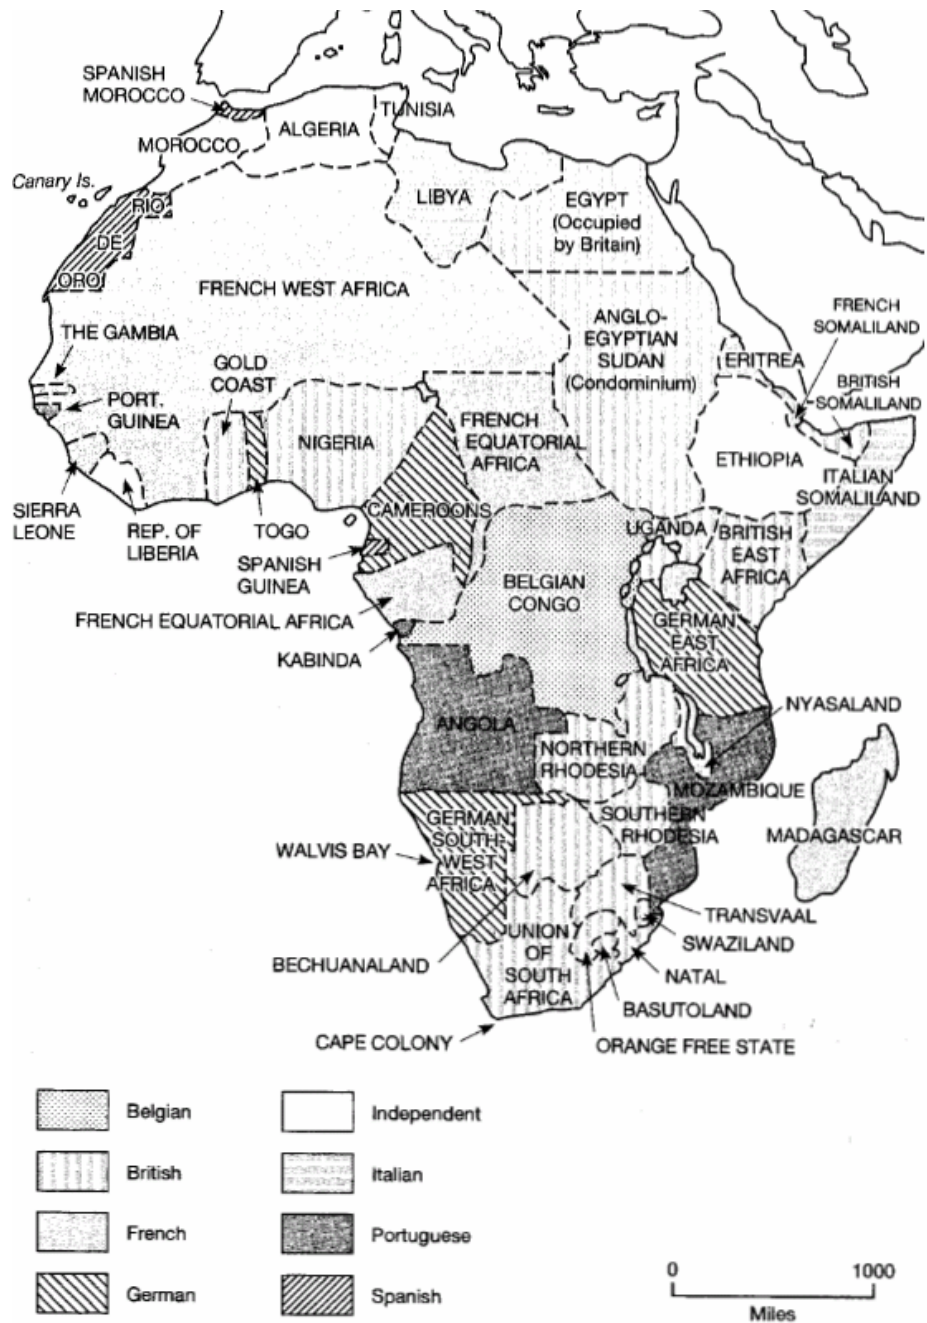 SPANISH
MOROCCO
TUNISIA
ALGERIA
MOROCCO
Canary Is.
RIO
DE
ORO
LIBYA
EGYPT
(Occupied
by Britain)
FRENCH WEST AFRICA
THE GAMBIA
GOLD
COAST
PORT.
GUINEA
NIGERIA
ANGLO-
EGYPTIAN
SUDAN
(Condominium)
FRENCH
SOMALILAND
ERITREA
BRITISH
SOMALILAND
FRENCH
EQUATORIAL
AFRICA
ETHIOPIA
ITALIAN
SOMALILAND
SIERRA
LEONE
REP. OF
LIBERIA
TOGO
CAMEROONS
SPANISH
GUINEA
UGANDA
BRITISH
EAST
AFRICA
BELGIAN
CONGO
FRENCH EQUATORIAL AFRICA
KABINDA
GERMAN
EAST
AFRICA
NYASALAND
ANGOLA
NORTHERN
RHODESIA
MOZAMBIQUE
SOUTHERN
RHODESIA
MADAGASCAR
GERMAN
SOUTH-
WEST
AFRICA
WALVIS BAY
TRANSVAAL
SWAZILAND
BECHUANALAND
UNION
OF
SOUTH
AFRICA
NATAL
BASUTOLAND
CAPE COLONY
ORANGE FREE STATE
Belgian
Independent
British
Italian
French
Portuguese
German
Spanish
0 1000
Miles